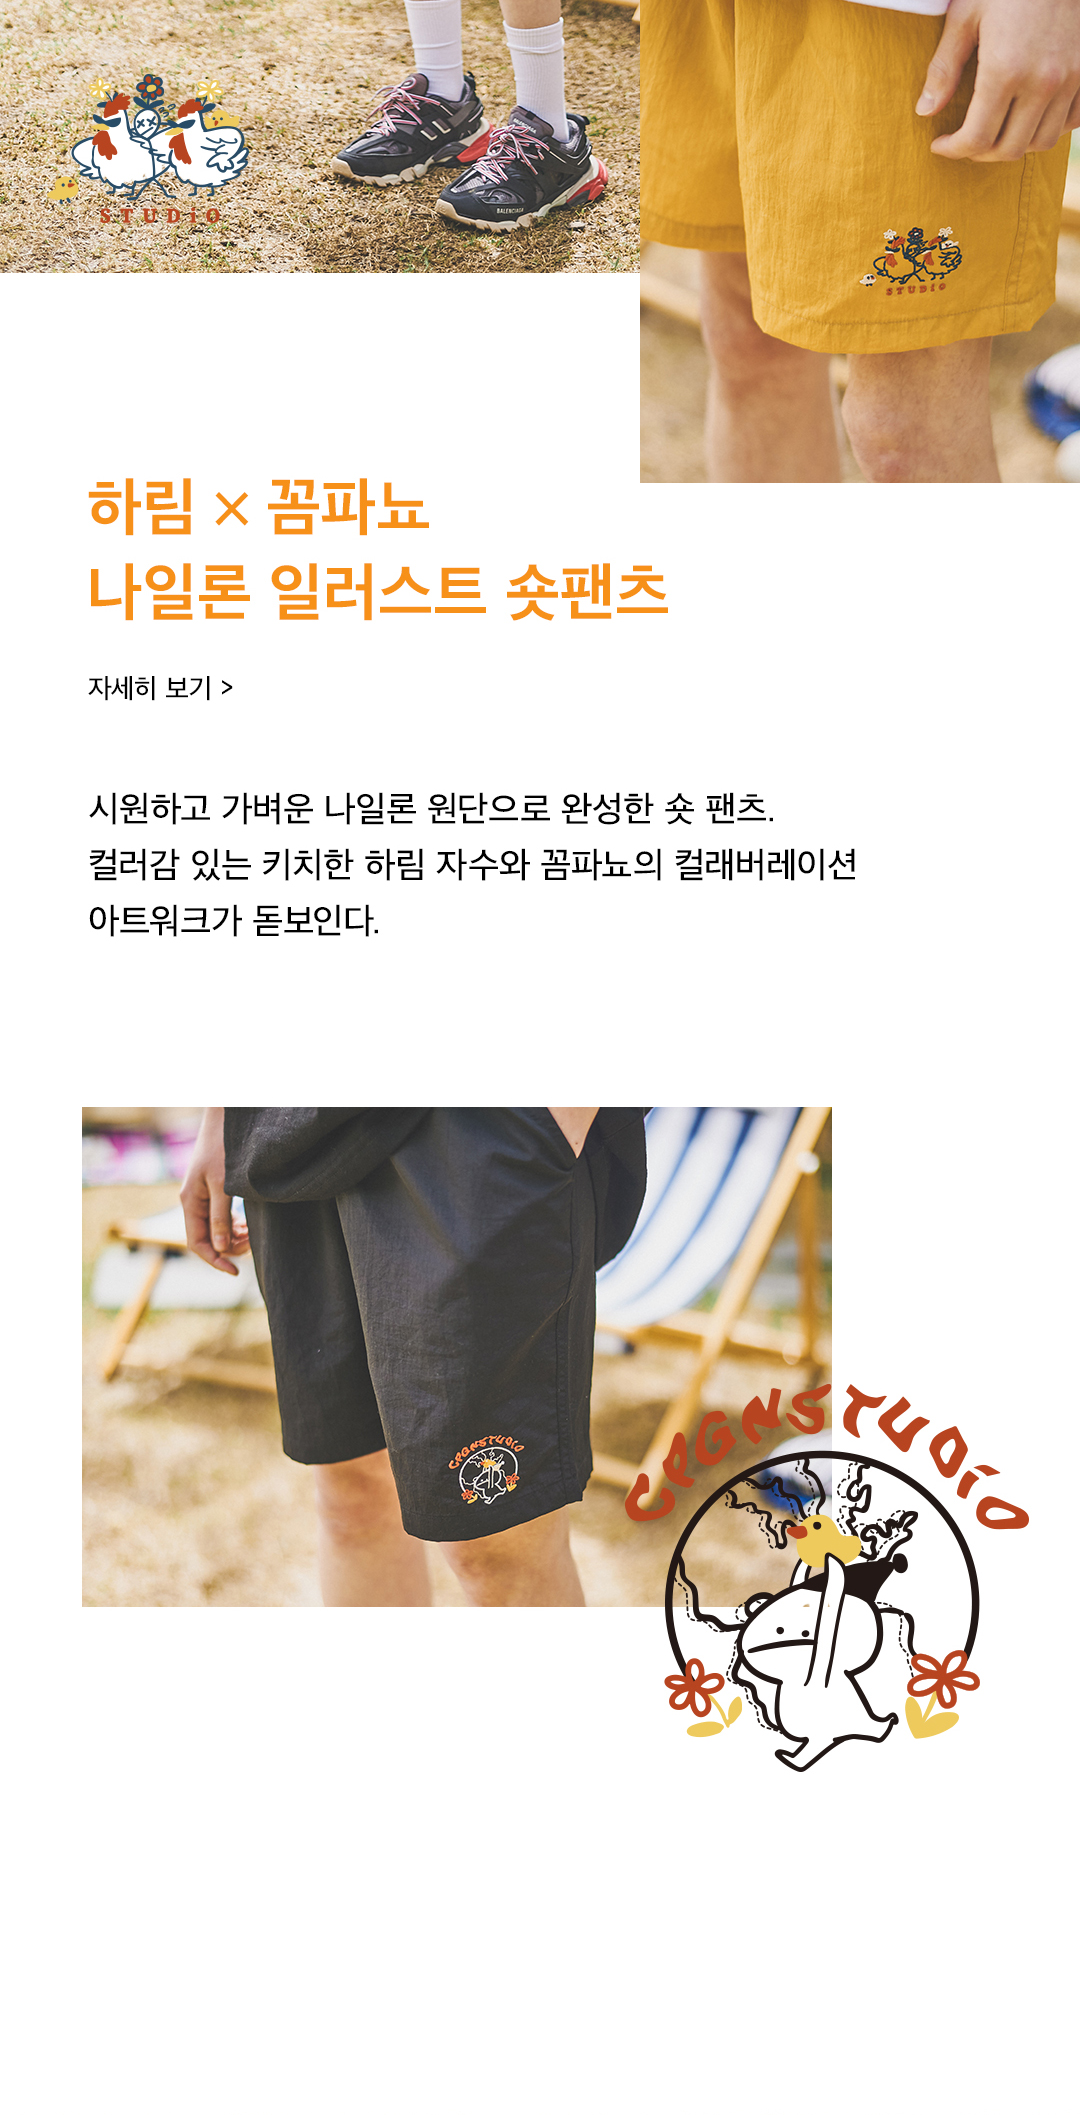 STUDiO
BALENCIAGA
STUDiO
하림 × 꼼파뇨
나일론 일러스트 숏팬츠
자세히 보기 >
시원하고 가벼운 나일론 원단으로 완성한 숏 팬츠.
컬러감 있는 키치한 하림 자수와 꼼파뇨의 컬래버레이션
아트워크가 돋보인다.
CPGNSTUDiO
CPGNSTUDiO